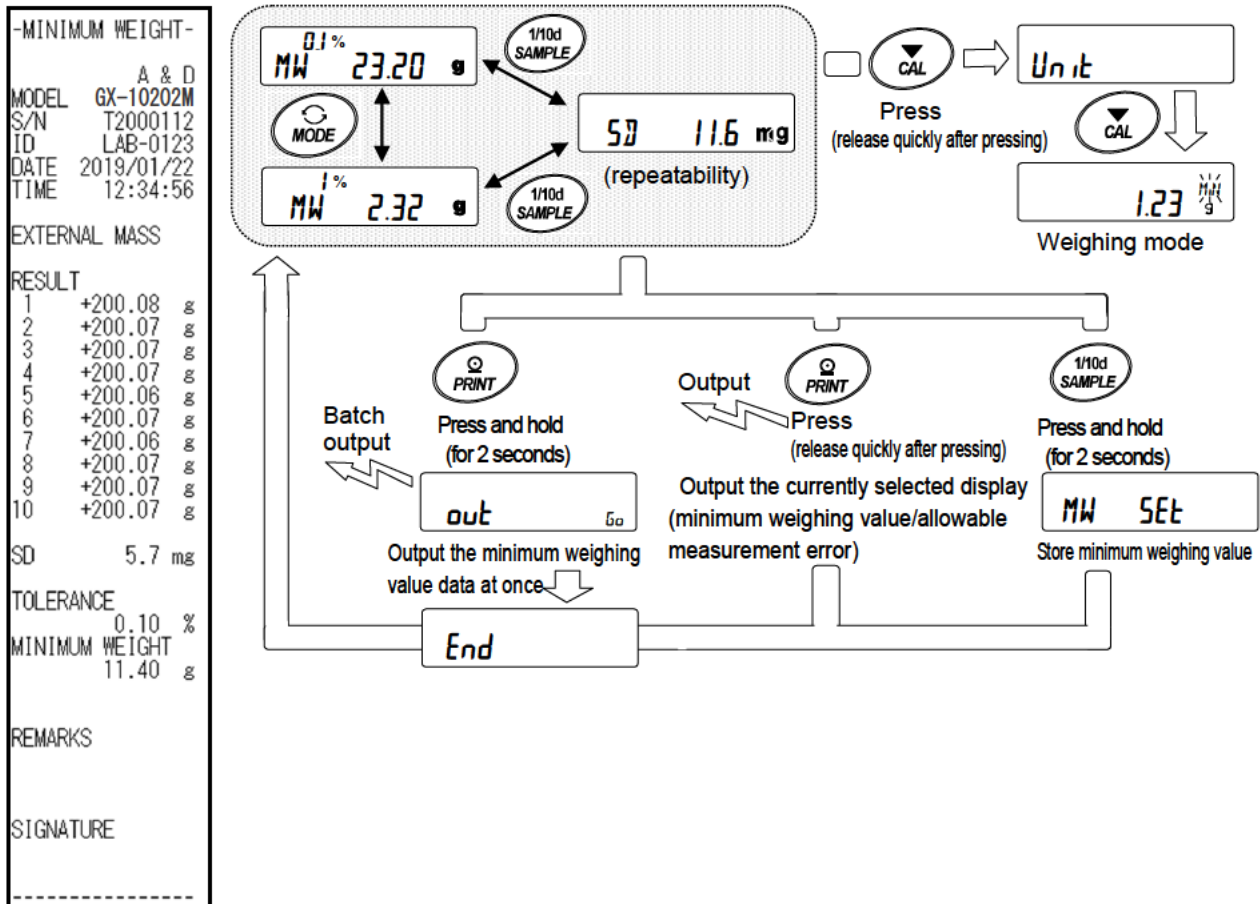 -MINIMUM WEIGHT-
A & D
MODEL GX-10202M
S/N T2000112
ID LAB-0123
DATE 2019/01/22
TIME 12:34:56
EXTERNAL MASS
RESULT
1 +200.08 g
2 +200.07 g
3 +200.07 g
4 +200.07 g
5 +200.06 g
6 +200.07 g
7 +200.06 g
8 +200.07 g
9 +200.07 g
10 +200.07 g
SD 5.7 mg
TOLERANCE
0.10 %
MINIMUM WEIGHT
11.40 g
REMARKS
SIGNATURE
------------------
0.1 %
MW 23.20 g
1/10d
SAMPLE
MODE
SD 11.6 mg
(repeatability)
1 %
MW 2.32 g
1/10d
SAMPLE
CAL
Press
(release quickly after pressing)
Unit
CAL
1.23 MW g
Weighing mode
PRINT
Press and hold
(for 2 seconds)
Batch
output
out Go
Output the minimum weighing
value data at once
End
PRINT
Output
Press
(release quickly after pressing)
Output the currently selected display
(minimum weighing value/allowable
measurement error)
1/10d
SAMPLE
Press and hold
(for 2 seconds)
MW SEt
Store minimum weighing value